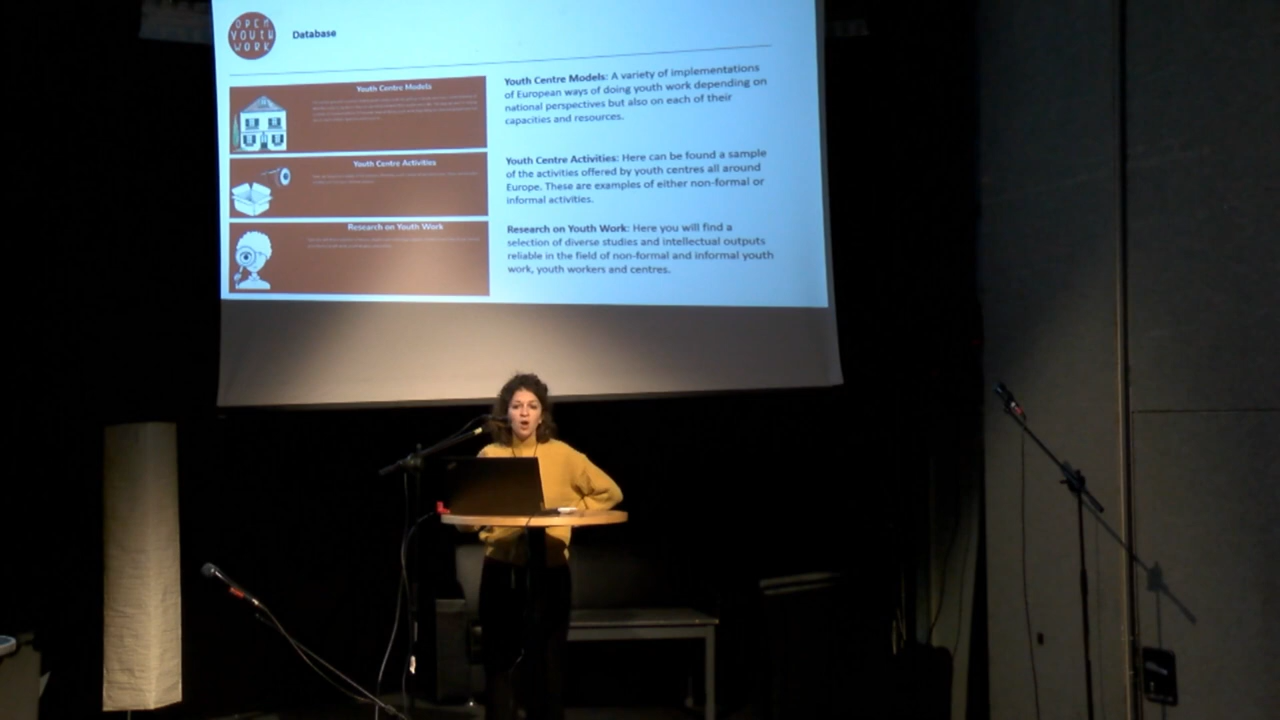 OPEN
YOUTH
WORK
Database
Youth Centre Models
Youth Centre Activities
Research on Youth Work
Youth Centre Models: A variety of implementations
of European ways of doing youth work depending on
national perspectives but also on each of their
capacities and resources.
Youth Centre Activities: Here can be found a sample
of the activities offered by youth centres all around
Europe. These are examples of either non-formal or
informal activities.
Research on Youth Work: Here you will find a
selection of diverse studies and intellectual outputs
reliable in the field of non-formal and informal youth
work, youth workers and centres.